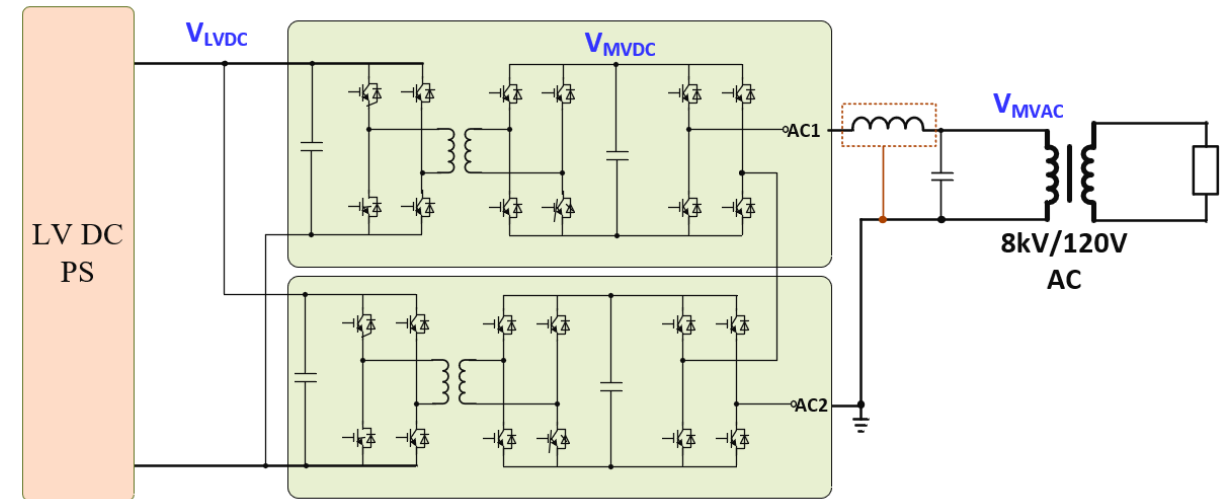 V_LVDC
V_MVDC
V_MVAC
AC1
LV DC
PS
8kV/120V
AC
AC2